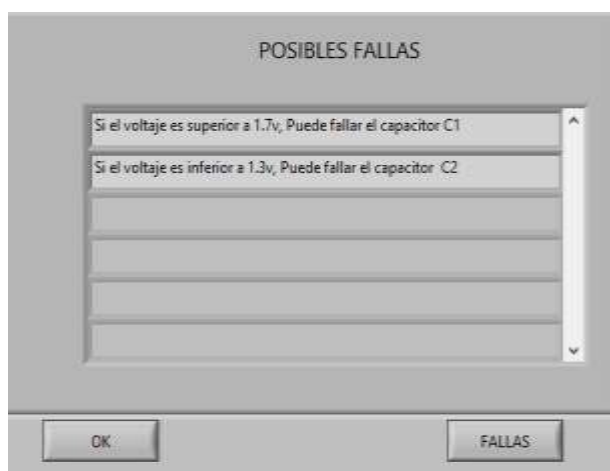 POSIBLES FALLAS
Si el voltaje es superior a 1.7v, Puede fallar el capacitor C1
Si el voltaje es inferior a 1.3v, Puede fallar el capacitor C2
OK
FALLAS